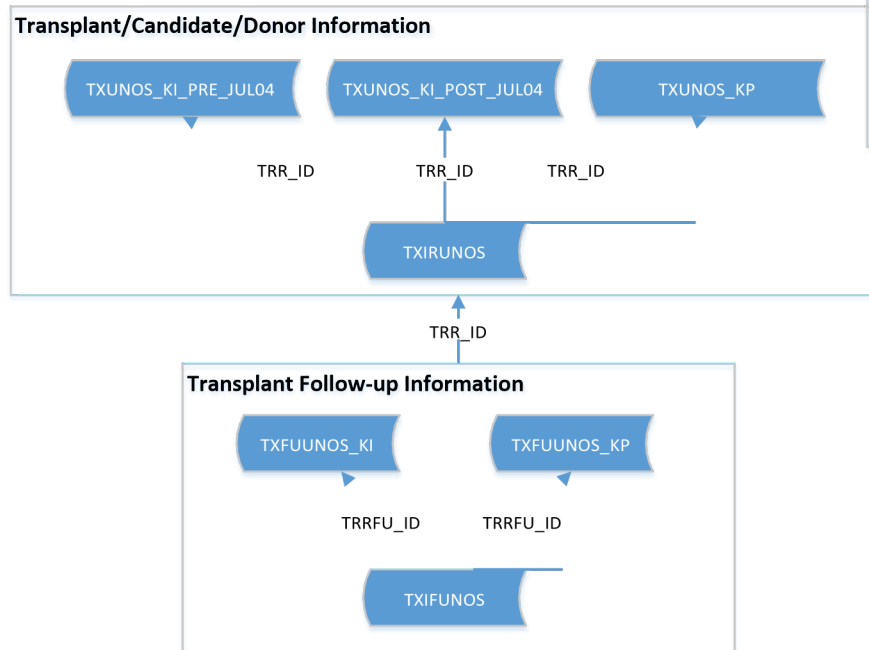 Transplant/Candidate/Donor Information
TXUNOS_KI_PRE_JUL04
TXUNOS_KI_POST_JUL04
TXUNOS_KP
TRR_ID
TRR_ID
TRR_ID
TXIRUNOS
TRR_ID
Transplant Follow-up Information
TXFUUNOS_KI
TXFUUNOS_KP
TRRFU_ID
TRRFU_ID
TXIFUNOS